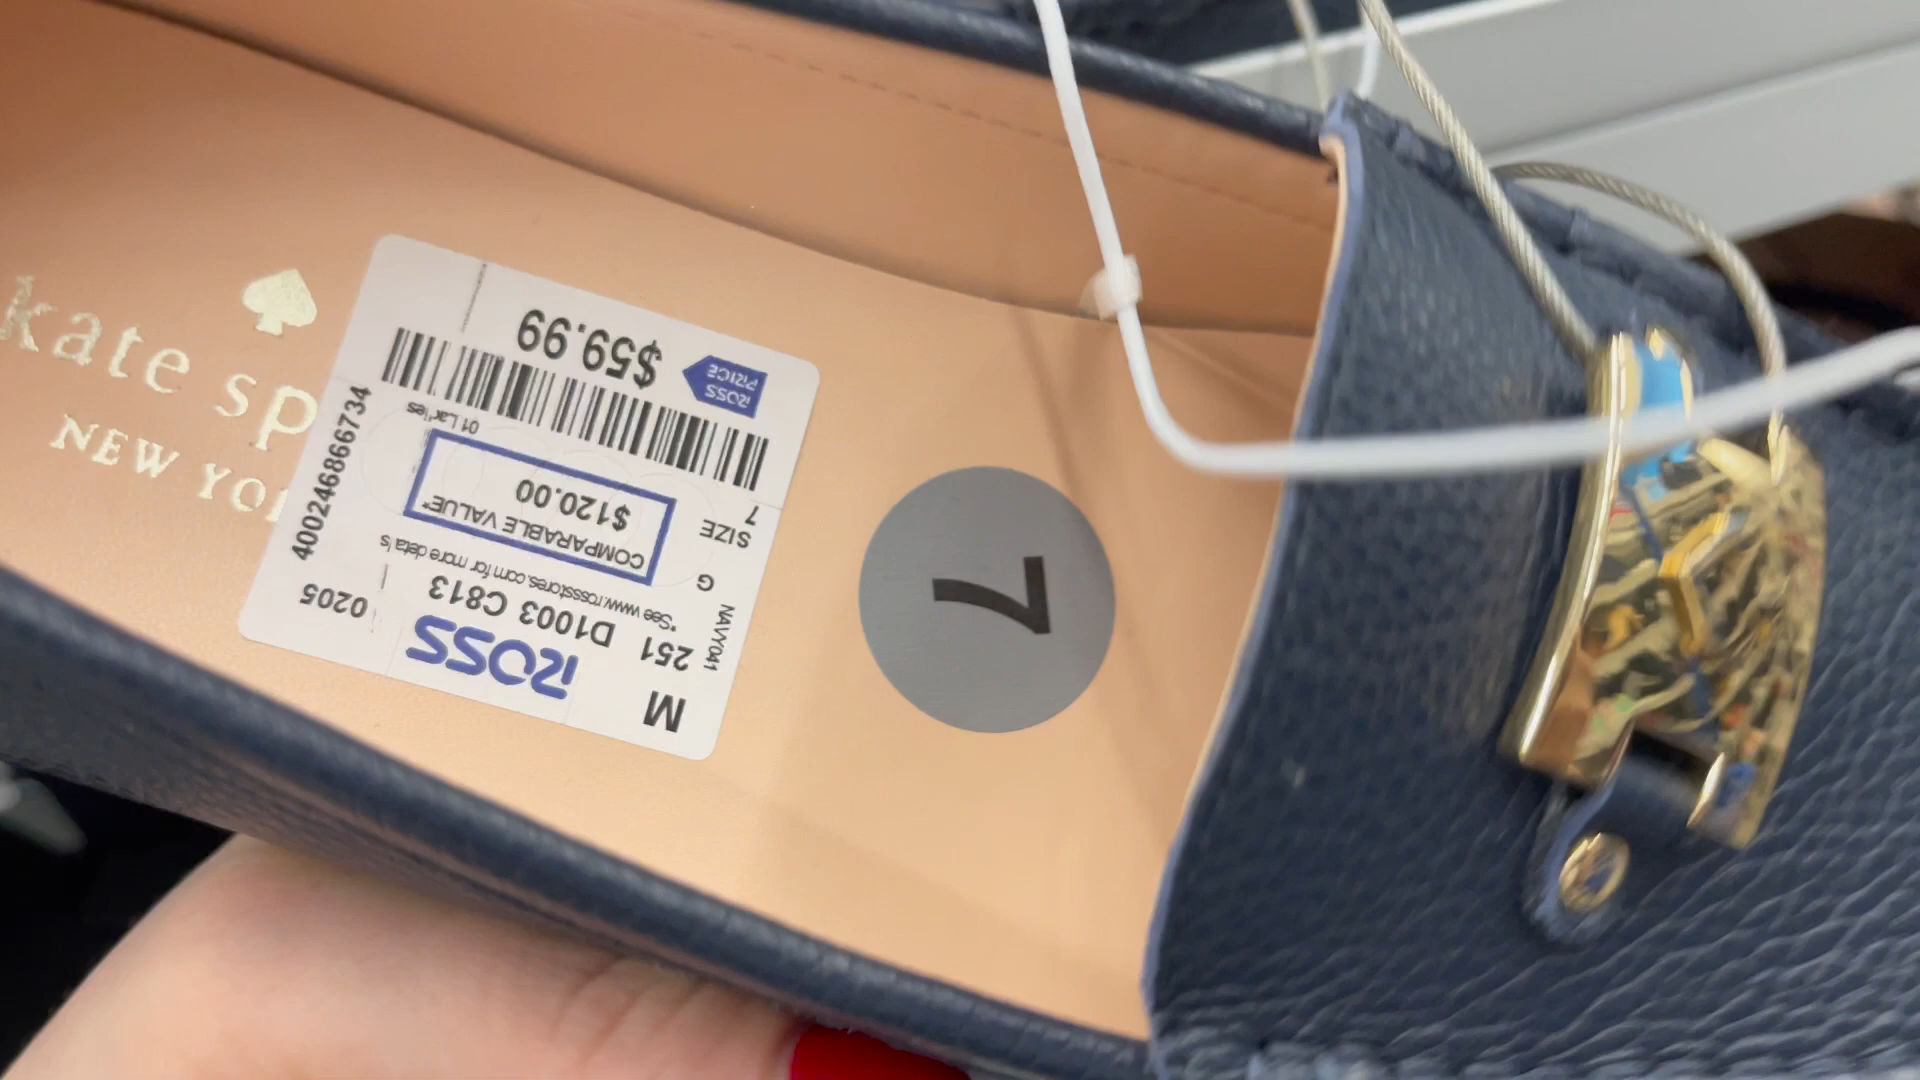 kate sp
NEW YO
M
ROSS
251 D1003 C813
0205
NAVY041
*See www.rossstores.com for more details
G
COMPARABLE VALUE*
$120.00
SIZE
7
01 Ladies
400246866734
ROSS
PRICE
$59.99
7